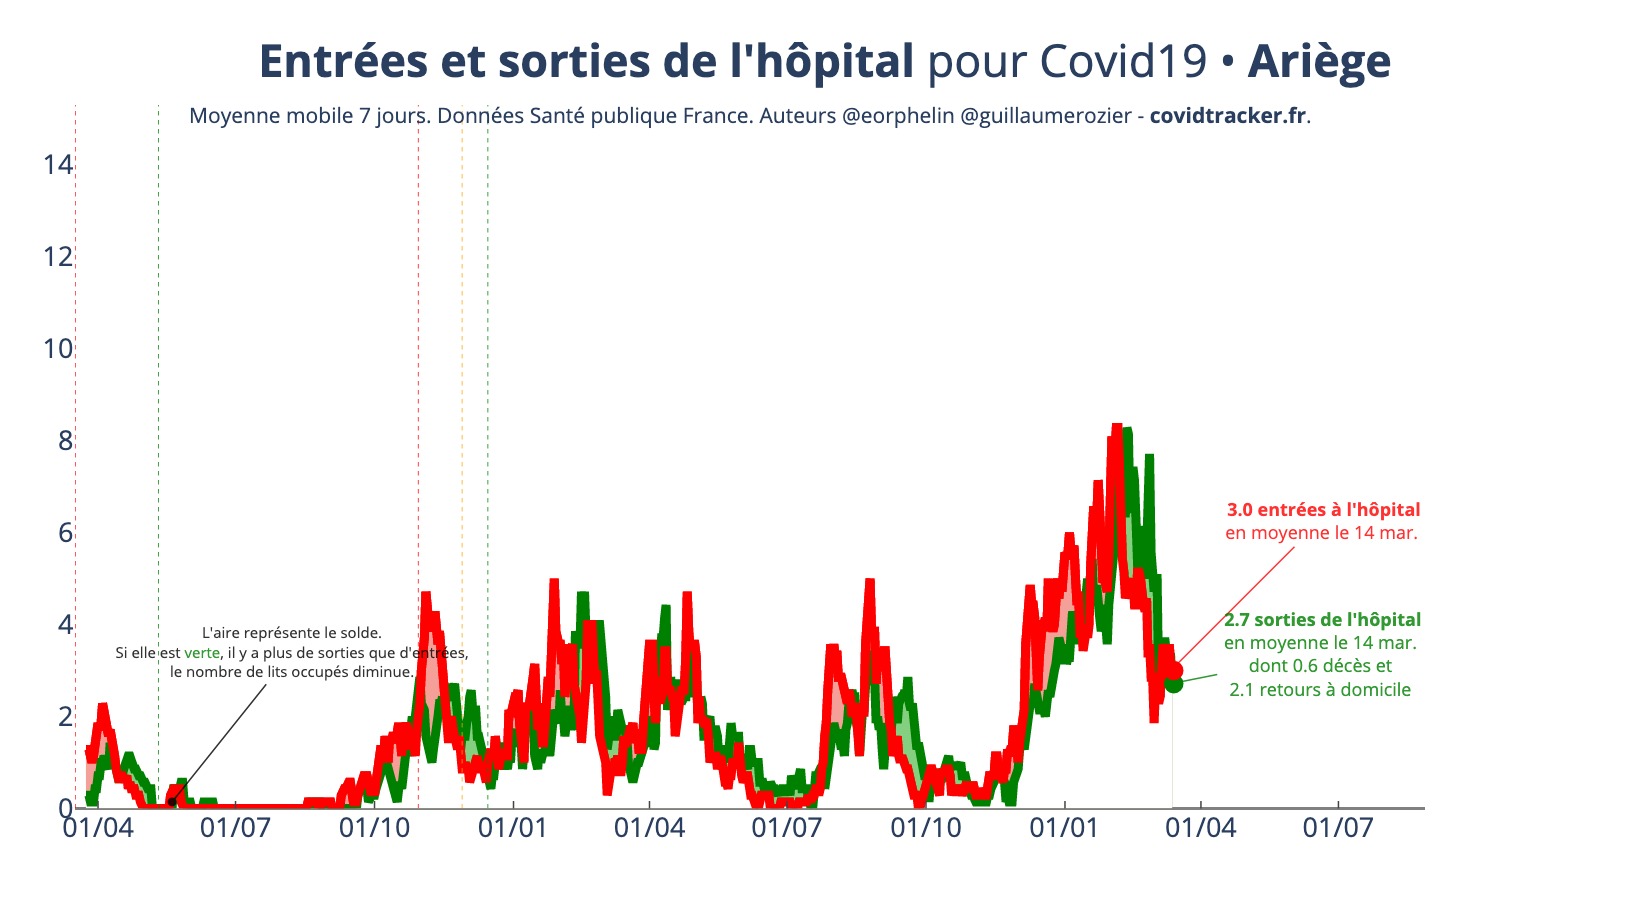 Entrées et sorties de l'hôpital pour Covid19 • Ariège
Moyenne mobile 7 jours. Données Santé publique France. Auteurs @eorphelin @guillaumerozier - covidtracker.fr.
14
12
10
8
6
4
2
0
3.0 entrées à l'hôpital
en moyenne le 14 mar.
2.7 sorties de l'hôpital
en moyenne le 14 mar.
dont 0.6 décès et
2.1 retours à domicile
L'aire représente le solde.
Si elle est verte, il y a plus de sorties que d'entrées,
le nombre de lits occupés diminue.
01/04 01/07 01/10 01/01 01/04 01/07 01/10 01/01 01/04 01/07